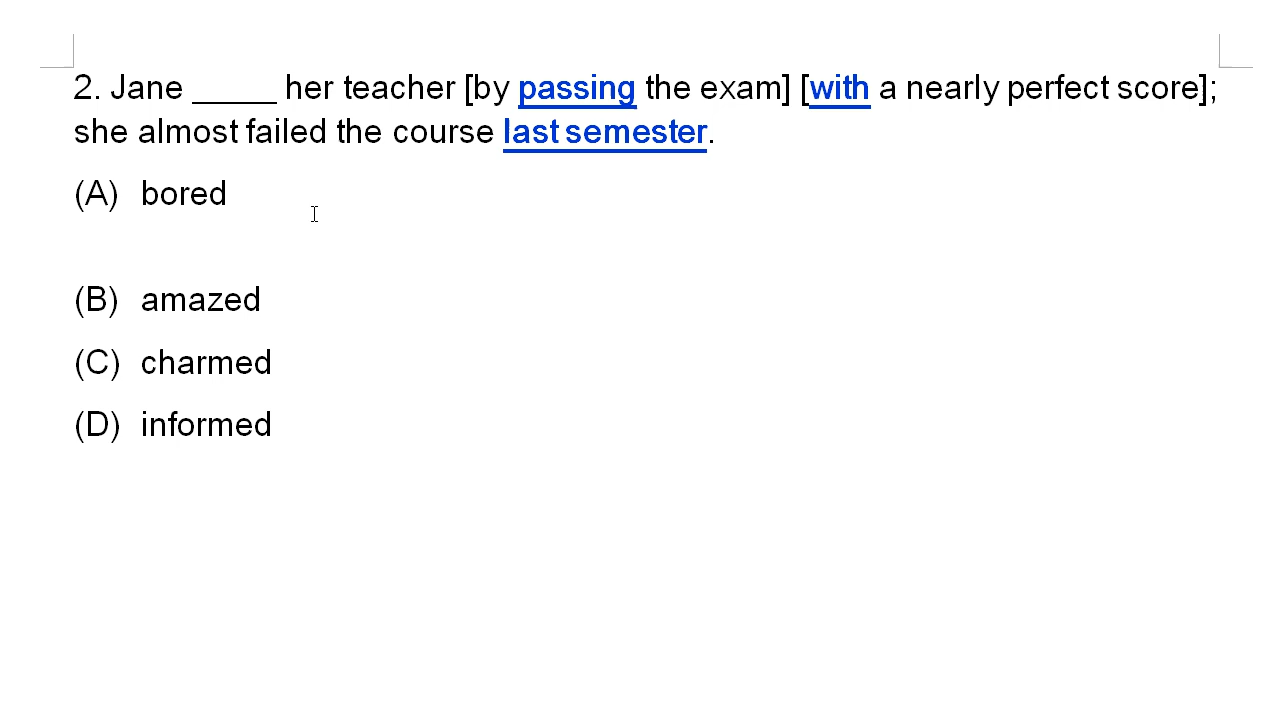 2. Jane _____ her teacher [by passing the exam] [with a nearly perfect score];
she almost failed the course last semester.
(A) bored
(B) amazed
(C) charmed
(D) informed